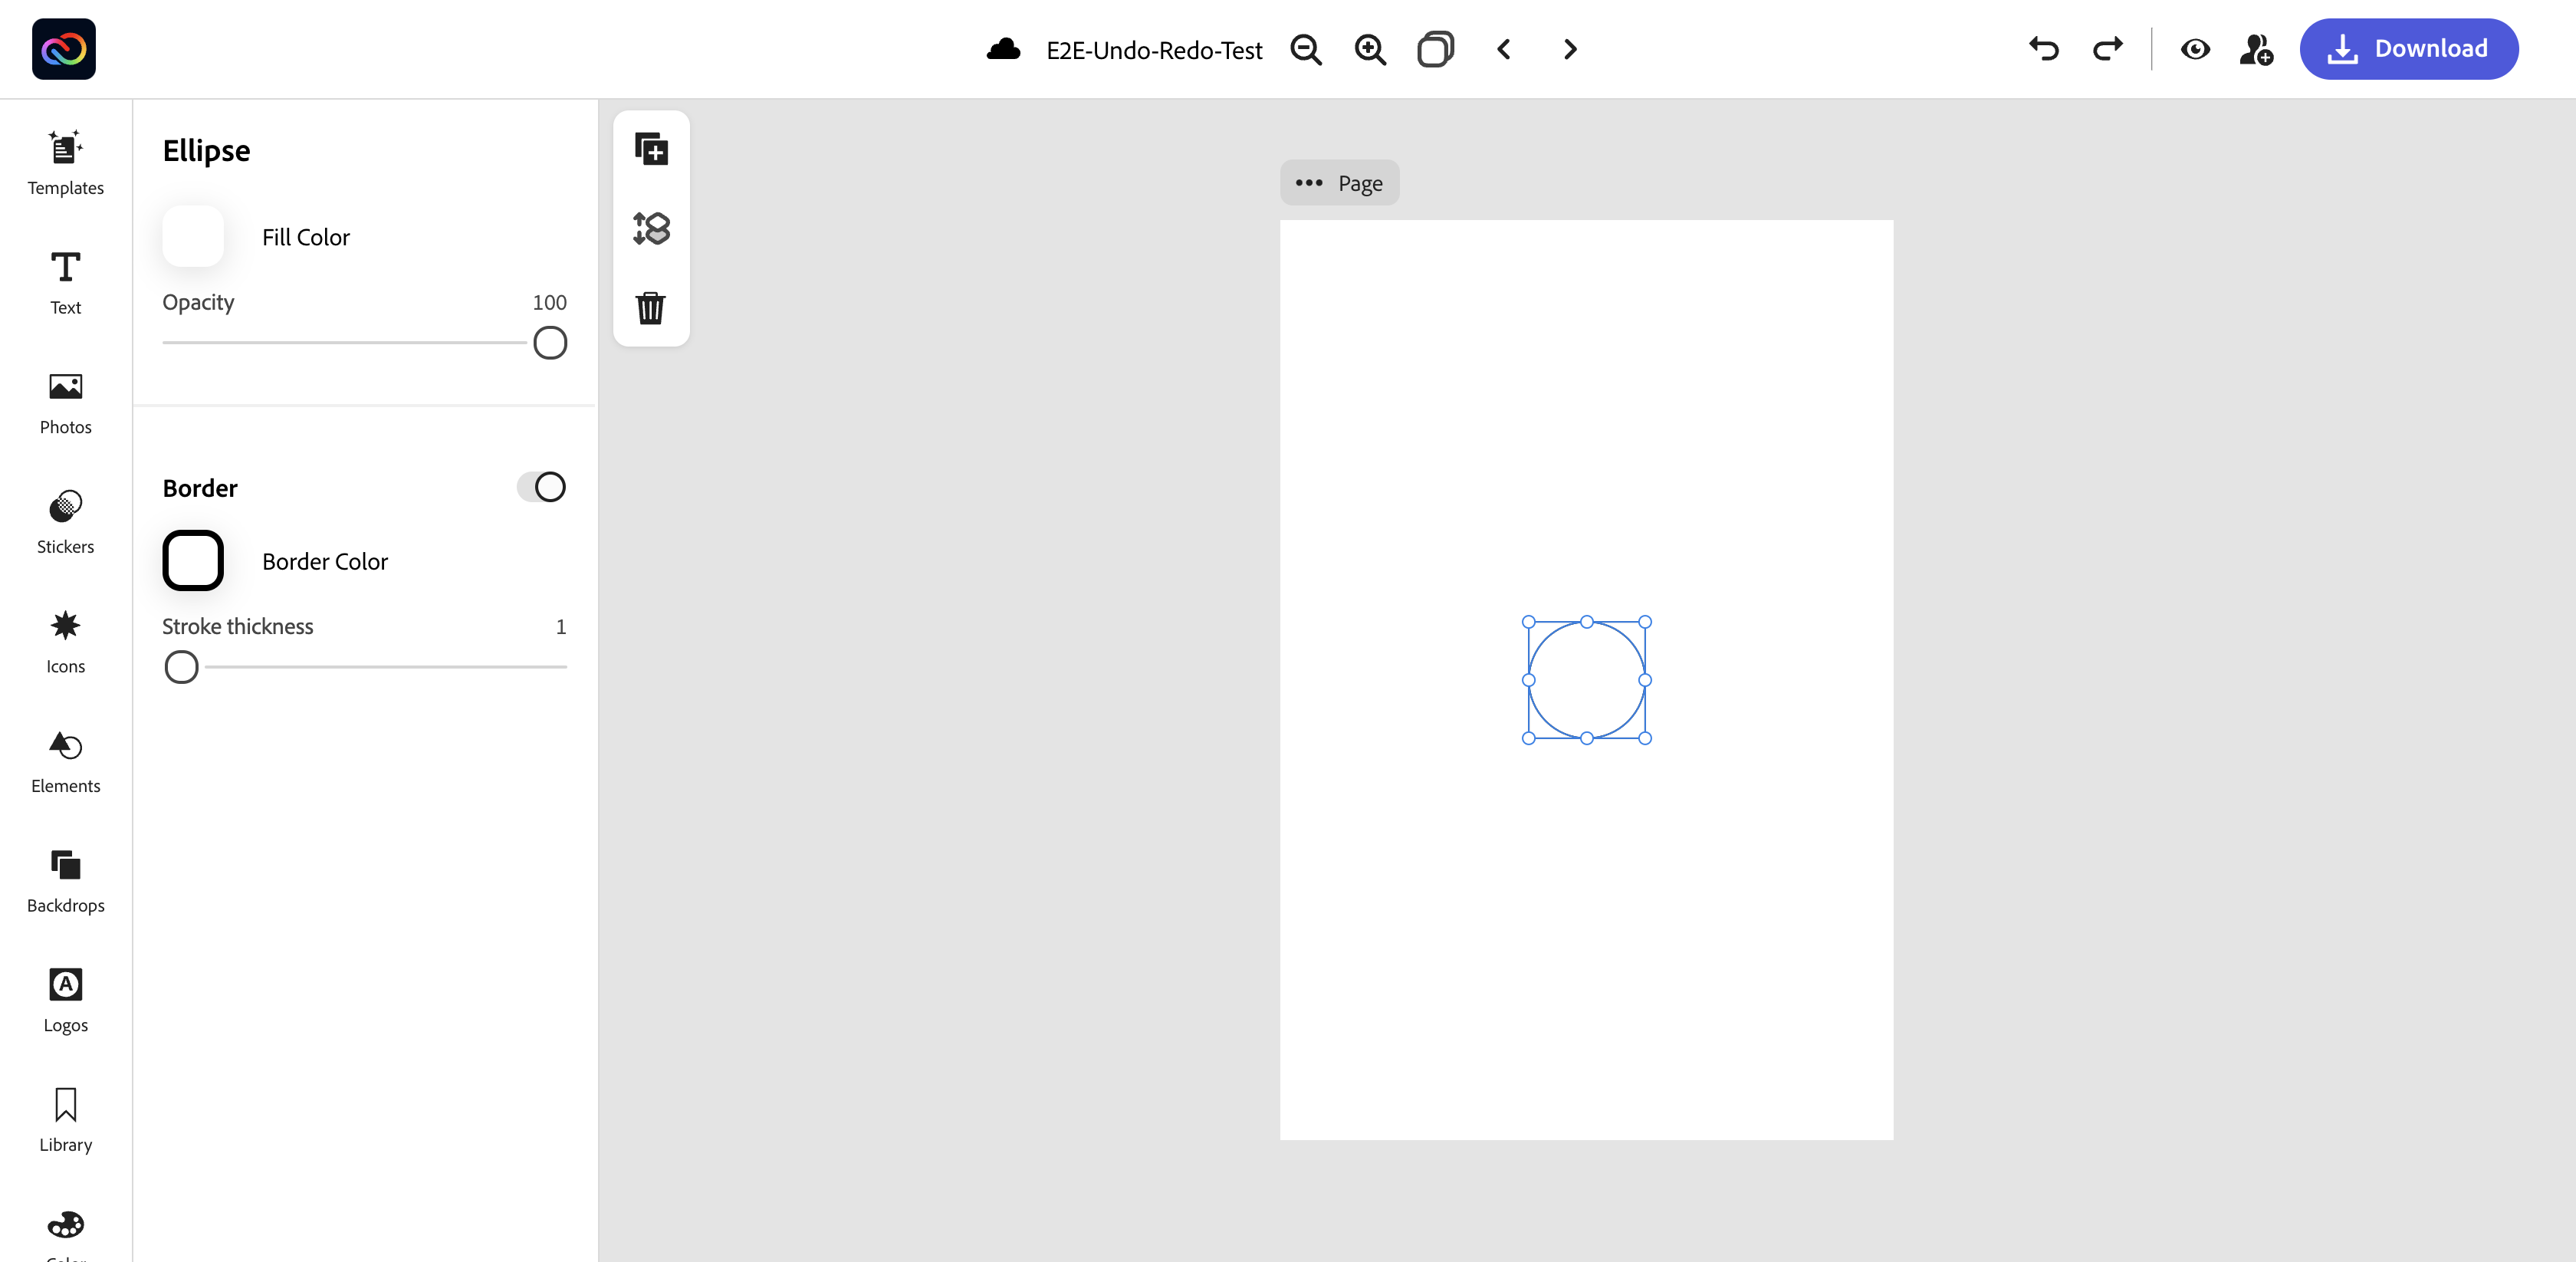 E2E-Undo-Redo-Test
Download
Templates
Text
Photos
Stickers
Icons
Elements
Backdrops
Logos
Library
Color
Ellipse
Fill Color
Opacity 100
Border
Border Color
Stroke thickness 1
Page